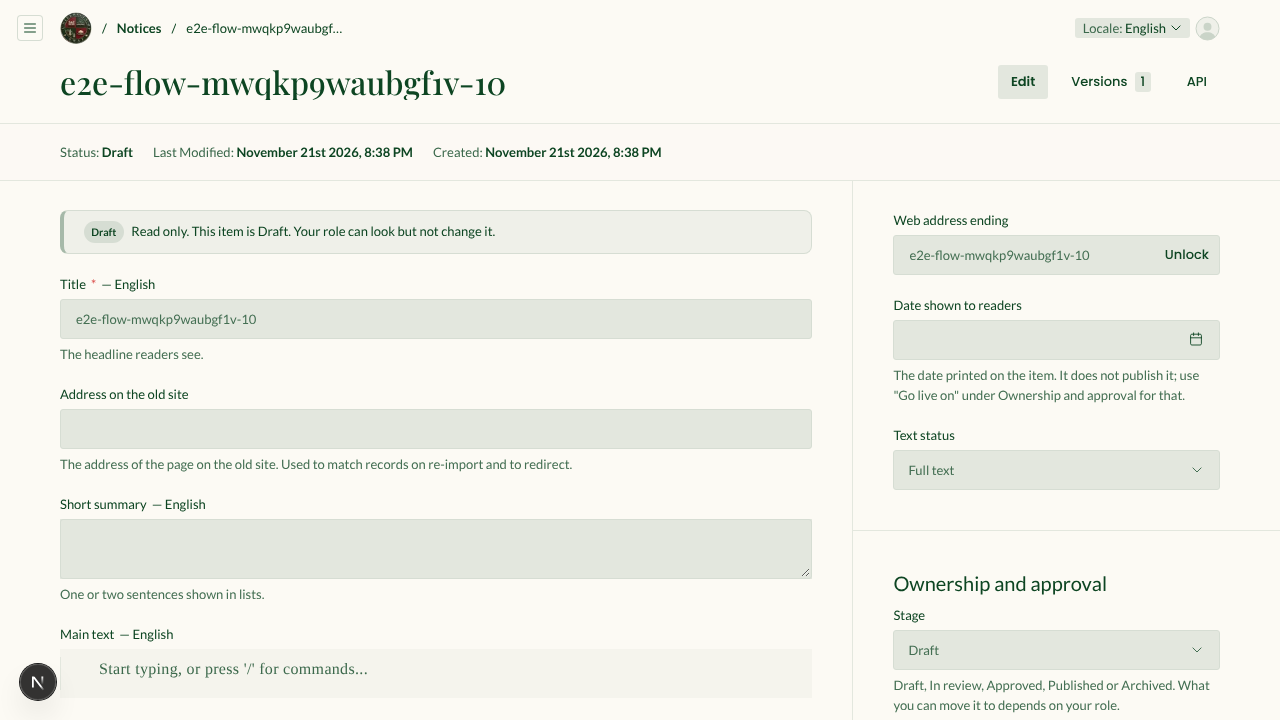 / Notices / e2e-flow-mwqkp9waubgf...
Locale: English
e2e-flow-mwqkp9waubgf1v-10
Edit Versions 1 API
Status: Draft Last Modified: November 21st 2026, 8:38 PM Created: November 21st 2026, 8:38 PM
Draft Read only. This item is Draft. Your role can look but not change it.
Title * — English
e2e-flow-mwqkp9waubgf1v-10
The headline readers see.
Address on the old site
The address of the page on the old site. Used to match records on re-import and to redirect.
Short summary — English
One or two sentences shown in lists.
Main text — English
Start typing, or press '/' for commands...
N
Web address ending
e2e-flow-mwqkp9waubgf1v-10 Unlock
Date shown to readers
The date printed on the item. It does not publish it; use
"Go live on" under Ownership and approval for that.
Text status
Full text
Ownership and approval
Stage
Draft
Draft, In review, Approved, Published or Archived. What
you can move it to depends on your role.